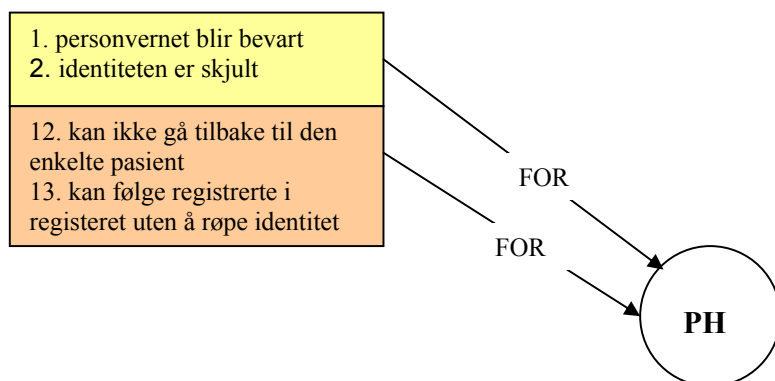 1. personvernet blir bevart
2. identiteten er skjult
12. kan ikke gå tilbake til den
enkelte pasient
13. kan følge registrerte i
registeret uten å røpe identitet
FOR
FOR
PH